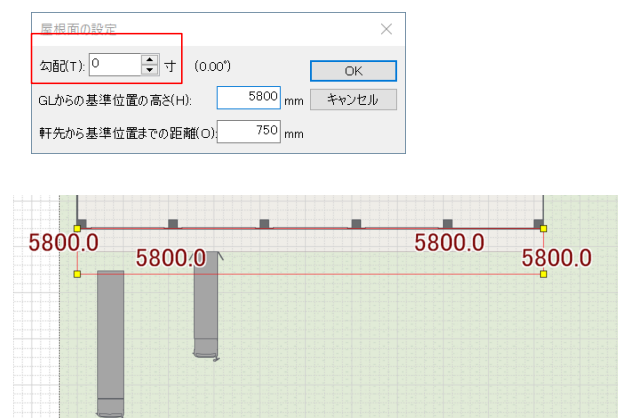 屋根面の設定
勾配(T): 0 寸 (0.00°)
OK
GLからの基準位置の高さ(H): 5800 mm
キャンセル
軒先から基準位置までの距離(O): 750 mm
5800.0
5800.0
5800.0
5800.0